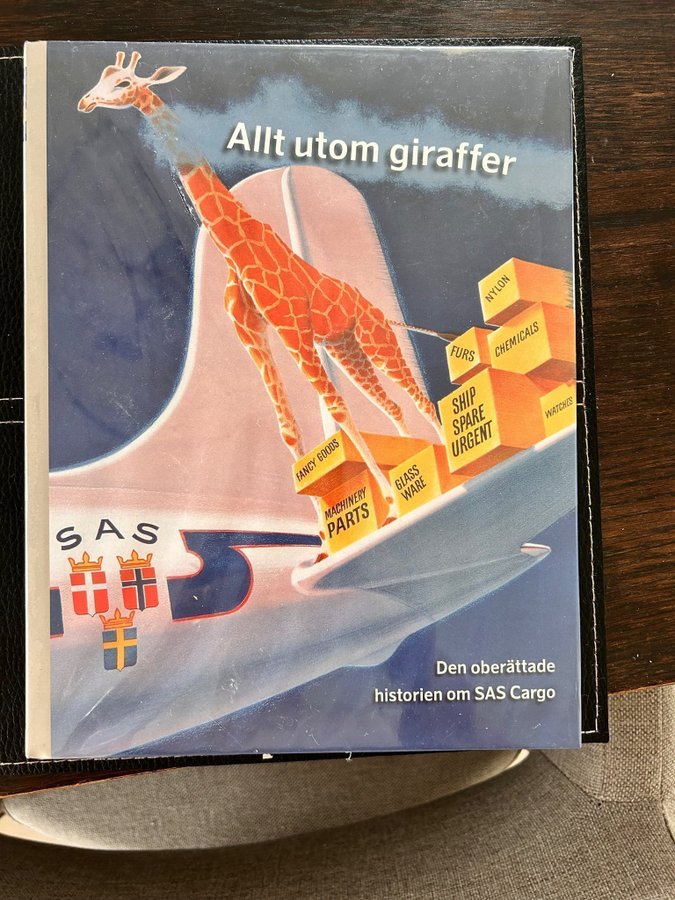 Allt utom giraffer
NYLON
FURS
CHEMICALS
SHIP
SPARE
URGENT
WATCHES
FANCY GOODS
MACHINERY
PARTS
GLASS
WARE
SAS
Den oberättade
historien om SAS Cargo